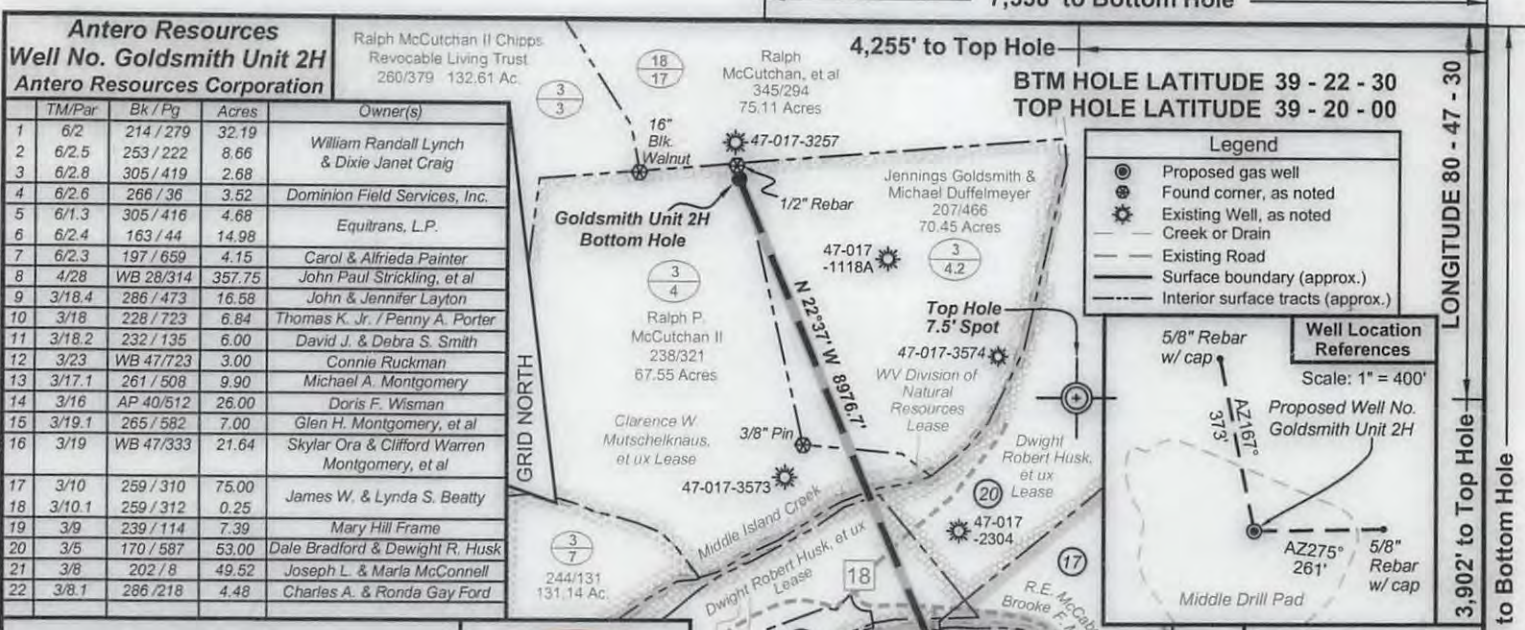 7,558' to Bottom Hole
Antero Resources
Well No. Goldsmith Unit 2H
Antero Resources Corporation
TM/Par Bk / Pg Acres Owner(s)
1 6/2 214 / 279 32.19 William Randall Lynch
2 6/2.5 253 / 222 8.66 & Dixie Janet Craig
3 6/2.8 305 / 419 2.68
4 6/2.6 266 / 36 3.52 Dominion Field Services, Inc.
5 6/1.3 305 / 416 4.68 Equitrans, L.P.
6 6/2.4 163 / 44 14.98
7 6/2.3 197 / 659 4.15 Carol & Alfrieda Painter
8 4/28 WB 28/314 357.75 John Paul Strickling, et al
9 3/18.4 286 / 473 16.58 John & Jennifer Layton
10 3/18 228 / 723 6.84 Thomas K. Jr. / Penny A. Porter
11 3/18.2 232 / 135 6.00 David J. & Debra S. Smith
12 3/23 WB 47/723 3.00 Connie Ruckman
13 3/17.1 261 / 508 9.90 Michael A. Montgomery
14 3/16 AP 40/512 26.00 Doris F. Wisman
15 3/19.1 265 / 582 7.00 Glen H. Montgomery, et al
16 3/19 WB 47/333 21.64 Skylar Ora & Clifford Warren
Montgomery, et al
17 3/10 259 / 310 75.00 James W. & Lynda S. Beatty
18 3/10.1 259 / 312 0.25
19 3/9 239 / 114 7.39 Mary Hill Frame
20 3/5 170 / 587 53.00 Dale Bradford & Dewight R. Husk
21 3/8 202 / 8 49.52 Joseph L. & Marla McConnell
22 3/8.1 286 /218 4.48 Charles A. & Ronda Gay Ford
Ralph McCutchan II Chipps
Revocable Living Trust
260/379 132.61 Ac.
3
3
18
17
Ralph
McCutchan, et al
345/294
75.11 Acres
4,255' to Top Hole
BTM HOLE LATITUDE 39 - 22 - 30
TOP HOLE LATITUDE 39 - 20 - 00
LONGITUDE 80 - 47 - 30
16"
Blk.
Walnut
47-017-3257
1/2" Rebar
Goldsmith Unit 2H
Bottom Hole
Jennings Goldsmith &
Michael Duffelmeyer
207/466
70.45 Acres
3
4.2
47-017
-1118A
3
4
Ralph P.
McCutchan II
238/321
67.55 Acres
N 22°37' W 8976.7'
Top Hole
7.5' Spot
47-017-3574
WV Division of
Natural
Resources
Lease
GRID NORTH
Clarence W.
Mutschelknaus,
et ux Lease
3/8" Pin
47-017-3573
Middle Island Creek
Dwight
Robert Husk,
et ux
Lease
20
47-017
-2304
3
7
244/131
131.14 Ac.
Dwight Robert Husk, et ux
Lease
18
17
R.E. McCab
Brooke F.
Legend
Proposed gas well
Found corner, as noted
Existing Well, as noted
Creek or Drain
Existing Road
Surface boundary (approx.)
Interior surface tracts (approx.)
Well Location
References
Scale: 1" = 400'
5/8" Rebar
w/ cap
AZ167°
373'
Proposed Well No.
Goldsmith Unit 2H
AZ275°
261'
5/8"
Rebar
w/ cap
Middle Drill Pad
3,902' to Top Hole
to Bottom Hole